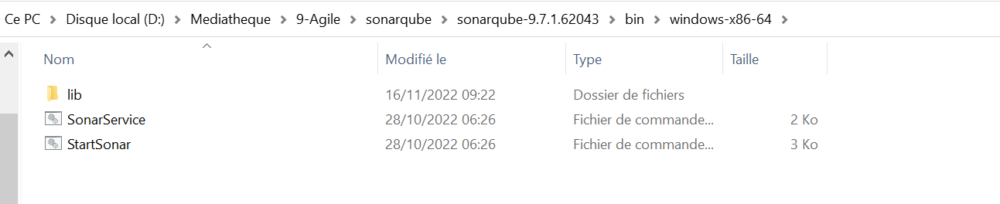 Ce PC > Disque local (D:) > Mediatheque > 9-Agile > sonarqube > sonarqube-9.7.1.62043 > bin > windows-x86-64 >
Nom Modifié le Type Taille
lib 16/11/2022 09:22 Dossier de fichiers
SonarService 28/10/2022 06:26 Fichier de commande... 2 Ko
StartSonar 28/10/2022 06:26 Fichier de commande... 3 Ko